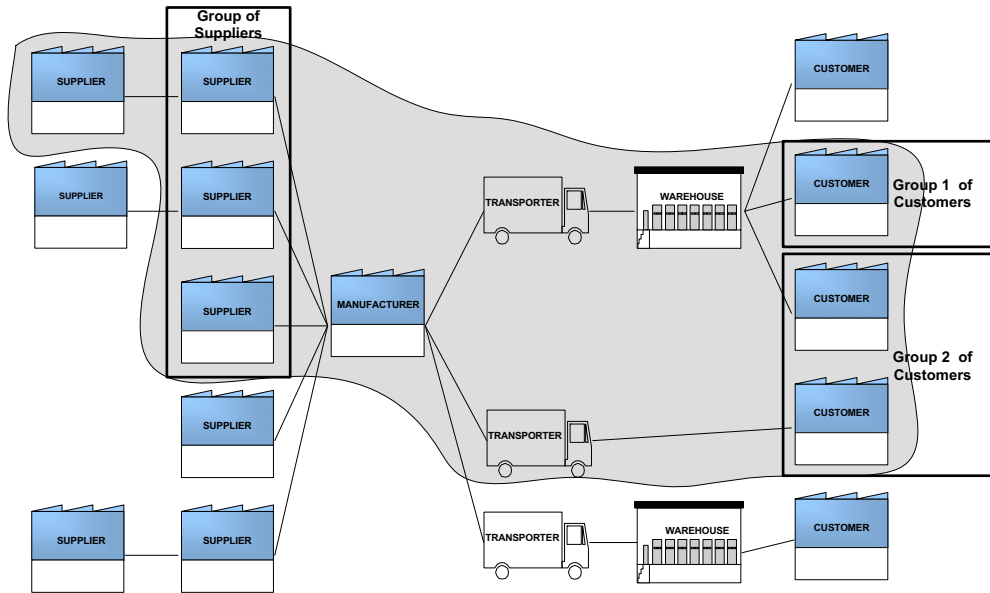 Group of
Suppliers
CUSTOMER
SUPPLIER
SUPPLIER
SUPPLIER
SUPPLIER
TRANSPORTER
WAREHOUSE
CUSTOMER
Group 1 of
Customers
SUPPLIER
MANUFACTURER
CUSTOMER
Group 2 of
Customers
SUPPLIER
TRANSPORTER
CUSTOMER
SUPPLIER
SUPPLIER
TRANSPORTER
WAREHOUSE
CUSTOMER